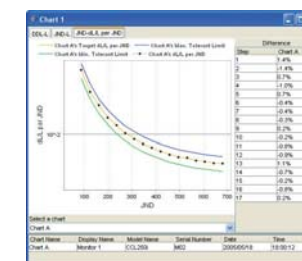 Chart 1
DDL-L JND-L JND-dL/L per JND
Chart A's Target dL/L per JND Chart A's Max. Tolerant Limit
Chart A's Min. Tolerant Limit Chart A's dL/L per JND
dL/L per JND
10^-2
100 200 300 400 500 600 700
JND
Difference
Step Chart A
1 1.4%
2 -1.4%
3 0.7%
4 -1.0%
5 0.7%
6 -0.4%
7 -0.4%
8 -0.3%
9 0.2%
10 -0.2%
11 -0.8%
12 -0.9%
13 1.1%
14 -0.7%
15 -0.2%
16 -0.8%
17 0.2%
Select a chart
Chart A
Chart Name Display Name Model Name Serial Number Date Time
Chart A Monitor 1 M02 2005/05/10 10:00:12